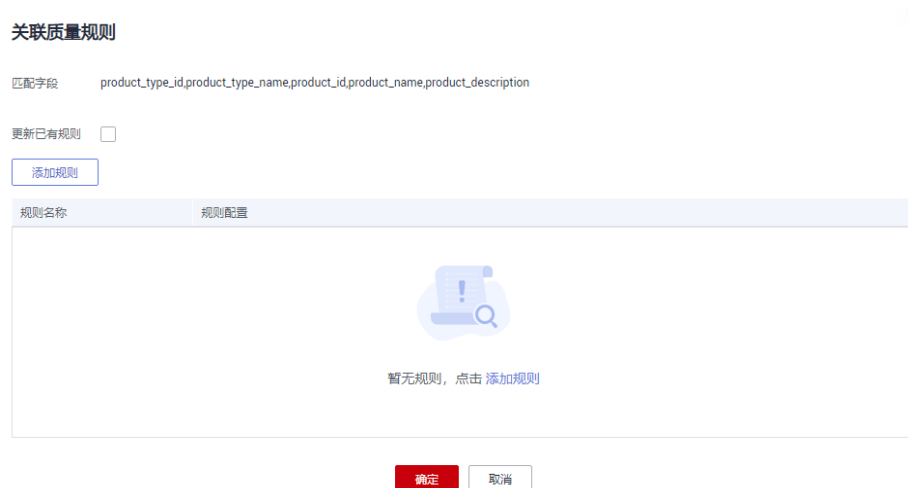 关联质量规则
匹配字段 product_type_id,product_type_name,product_id,product_name,product_description
更新已有规则
添加规则
规则名称 规则配置
暂无规则，点击 添加规则
确定 取消